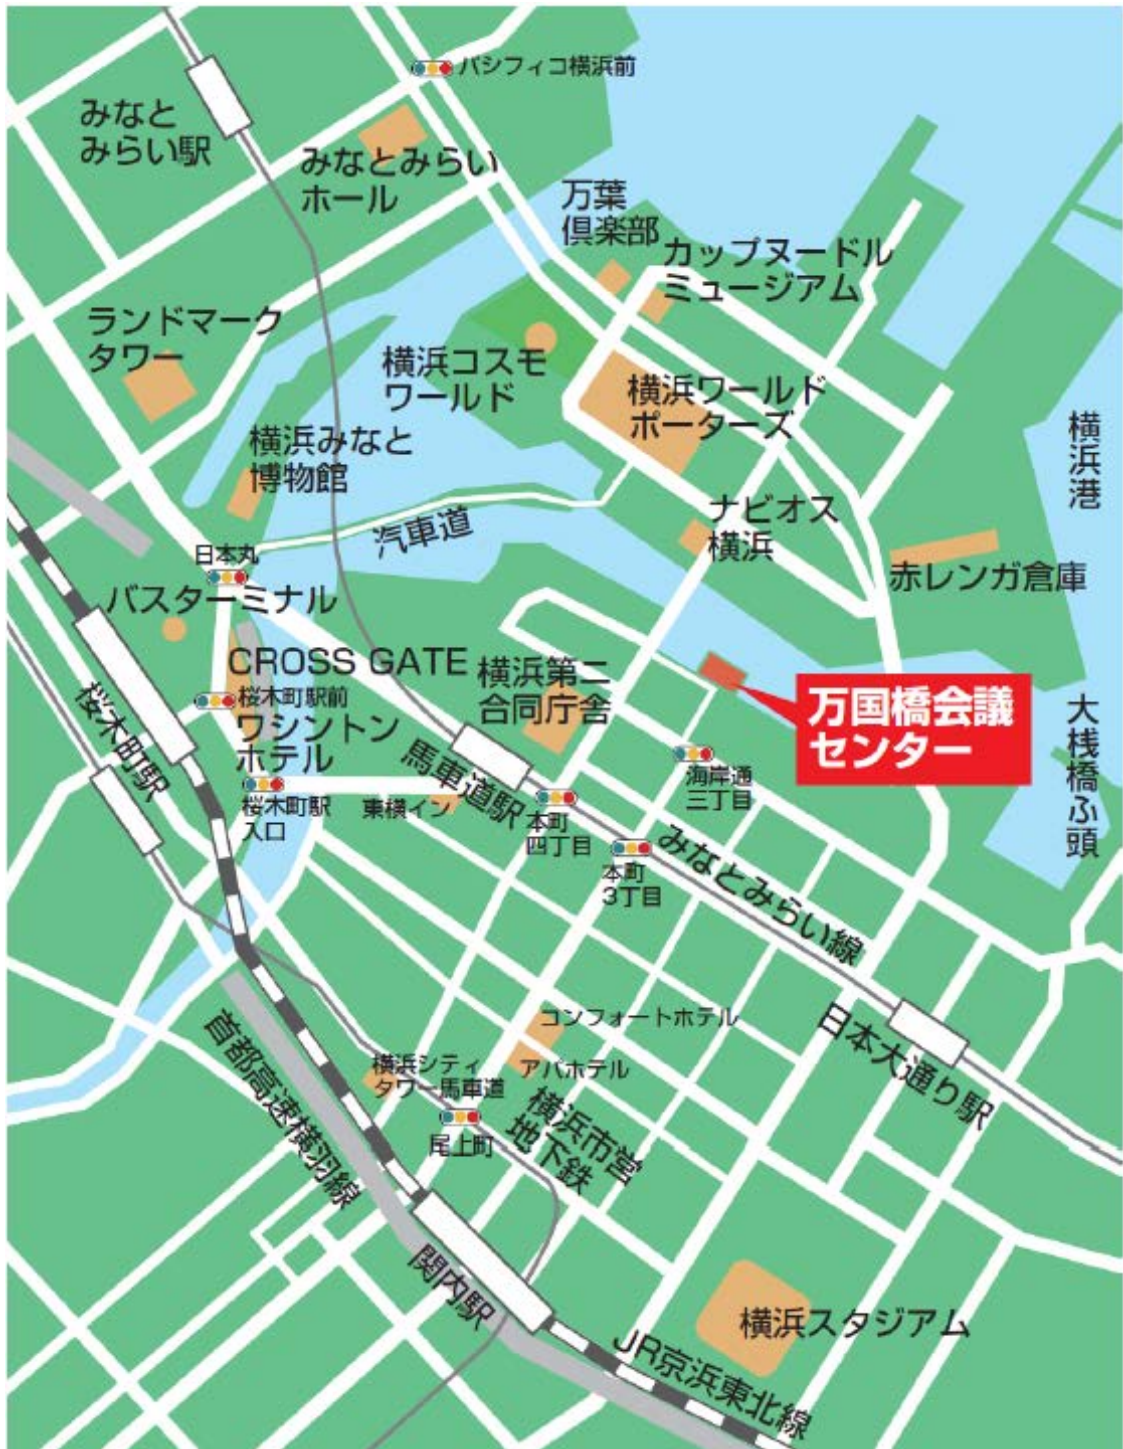 パシフィコ横浜前
みなと
みらい駅
みなとみらい
ホール
万葉
倶楽部
カップヌードル
ミュージアム
ランドマーク
タワー
横浜コスモ
ワールド
横浜ワールド
ポーターズ
横浜みなと
博物館
横浜港
汽車道
ナビオス
横浜
日本丸
赤レンガ倉庫
バスターミナル
CROSS GATE
横浜第二
合同庁舎
桜木町駅前
ワシントン
ホテル
桜木町駅
万国橋会議
センター
大桟橋ふ頭
馬車道駅
海岸通
三丁目
桜木町駅
入口
東横イン
本町
四丁目
本町
3丁目
みなとみらい線
コンフォートホテル
日本大通り駅
首都高速横羽線
横浜シティ
タワー馬車道
アパホテル
横浜市営
地下鉄
尾上町
関内駅
横浜スタジアム
JR京浜東北線